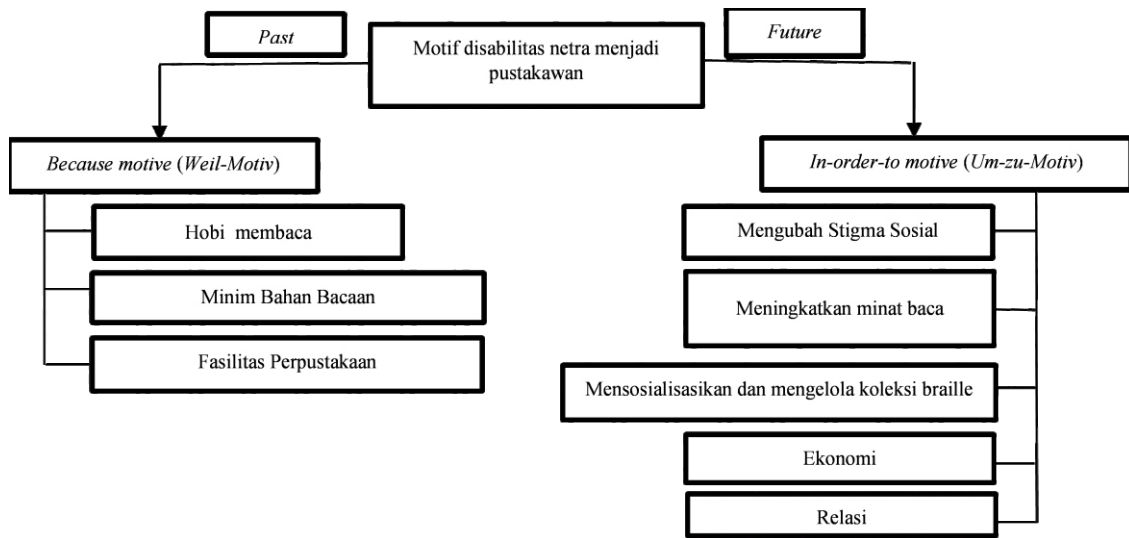 Past
Motif disabilitas netra menjadi
pustakawan
Future
Because motive (Weil-Motiv)
Hobi membaca
Minim Bahan Bacaan
Fasilitas Perpustakaan
In-order-to motive (Um-zu-Motiv)
Mengubah Stigma Sosial
Meningkatkan minat baca
Mensosialisasikan dan mengelola koleksi braille
Ekonomi
Relasi